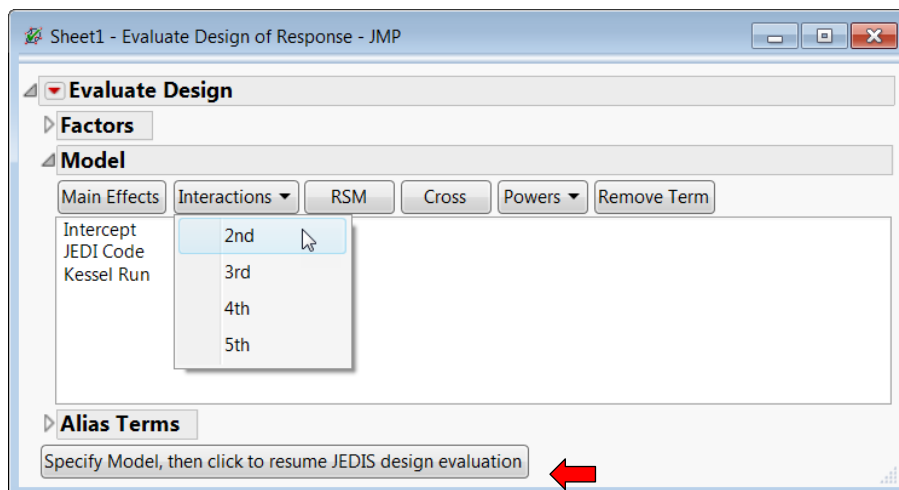 Sheet1 - Evaluate Design of Response - JMP
Evaluate Design
Factors
Model
Main Effects Interactions RSM Cross Powers Remove Term
Intercept
JEDI Code
Kessel Run
2nd
3rd
4th
5th
Alias Terms
Specify Model, then click to resume JEDIS design evaluation